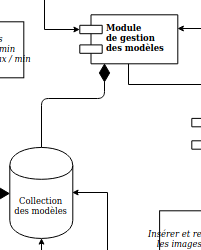 Module
de gestion
des modèles
s
min
x / min
Collection
des modèles
Insérer et re
les images